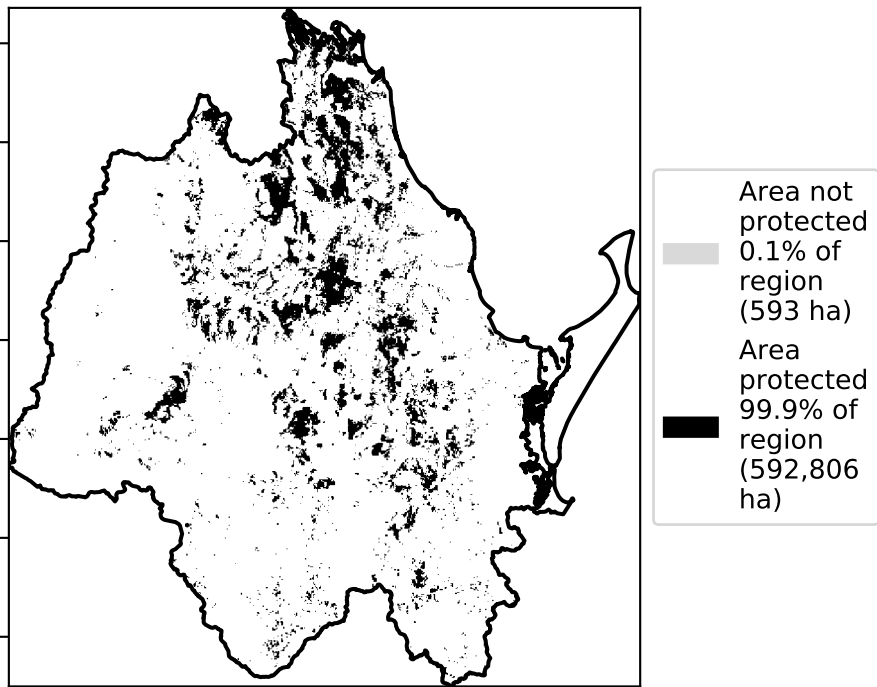 Area not
protected
0.1% of
region
(593 ha)
Area
protected
99.9% of
region
(592,806
ha)